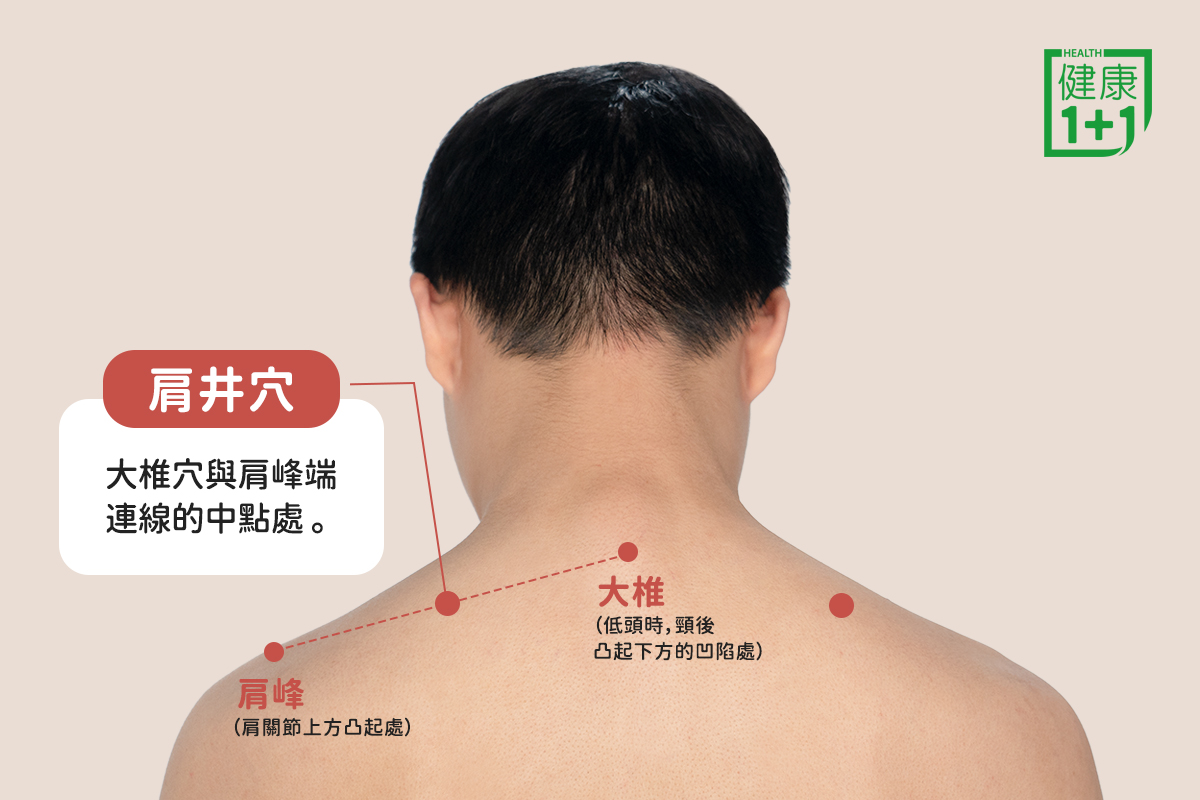 HEALTH
健康
1+1
肩井穴
大椎穴與肩峰端
連線的中點處。
大椎
（低頭時，頸後
凸起下方的凹陷處）
肩峰
（肩關節上方凸起處）